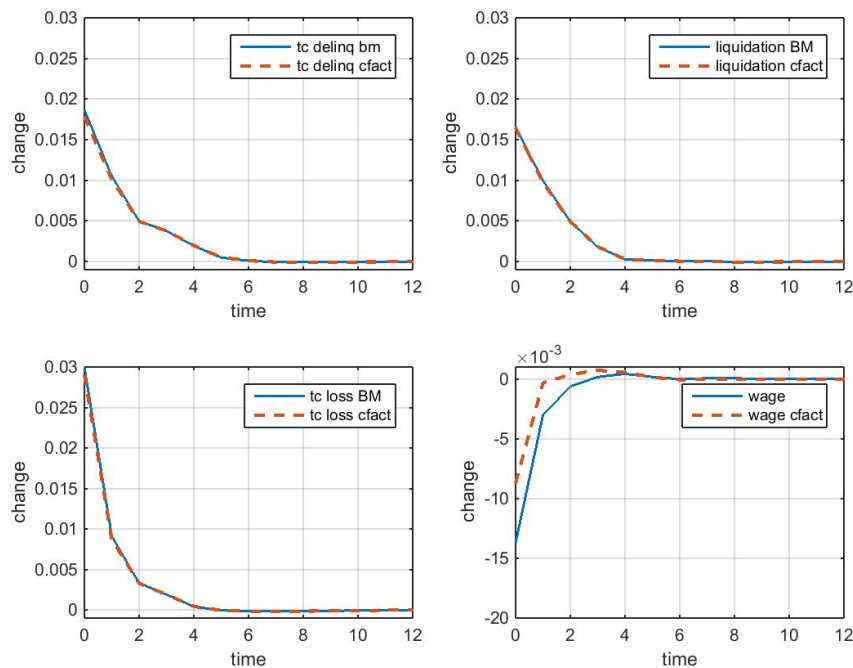 0.03
0.025
0.02
0.015
0.01
0.005
0
change
tc delinq bm
tc delinq cfact
0 2 4 6 8 10 12
time
0.03
0.025
0.02
0.015
0.01
0.005
0
change
liquidation BM
liquidation cfact
0 2 4 6 8 10 12
time
0.03
0.025
0.02
0.015
0.01
0.005
0
change
tc loss BM
tc loss cfact
0 2 4 6 8 10 12
time
×10⁻³
0
-5
-10
-15
-20
change
wage
wage cfact
0 2 4 6 8 10 12
time